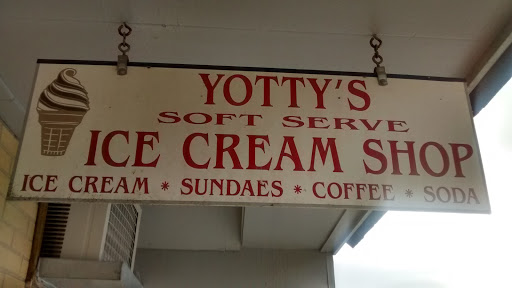 YOTTY'S
SOFT SERVE
ICE CREAM SHOP
ICE CREAM * SUNDAES * COFFEE * SODA